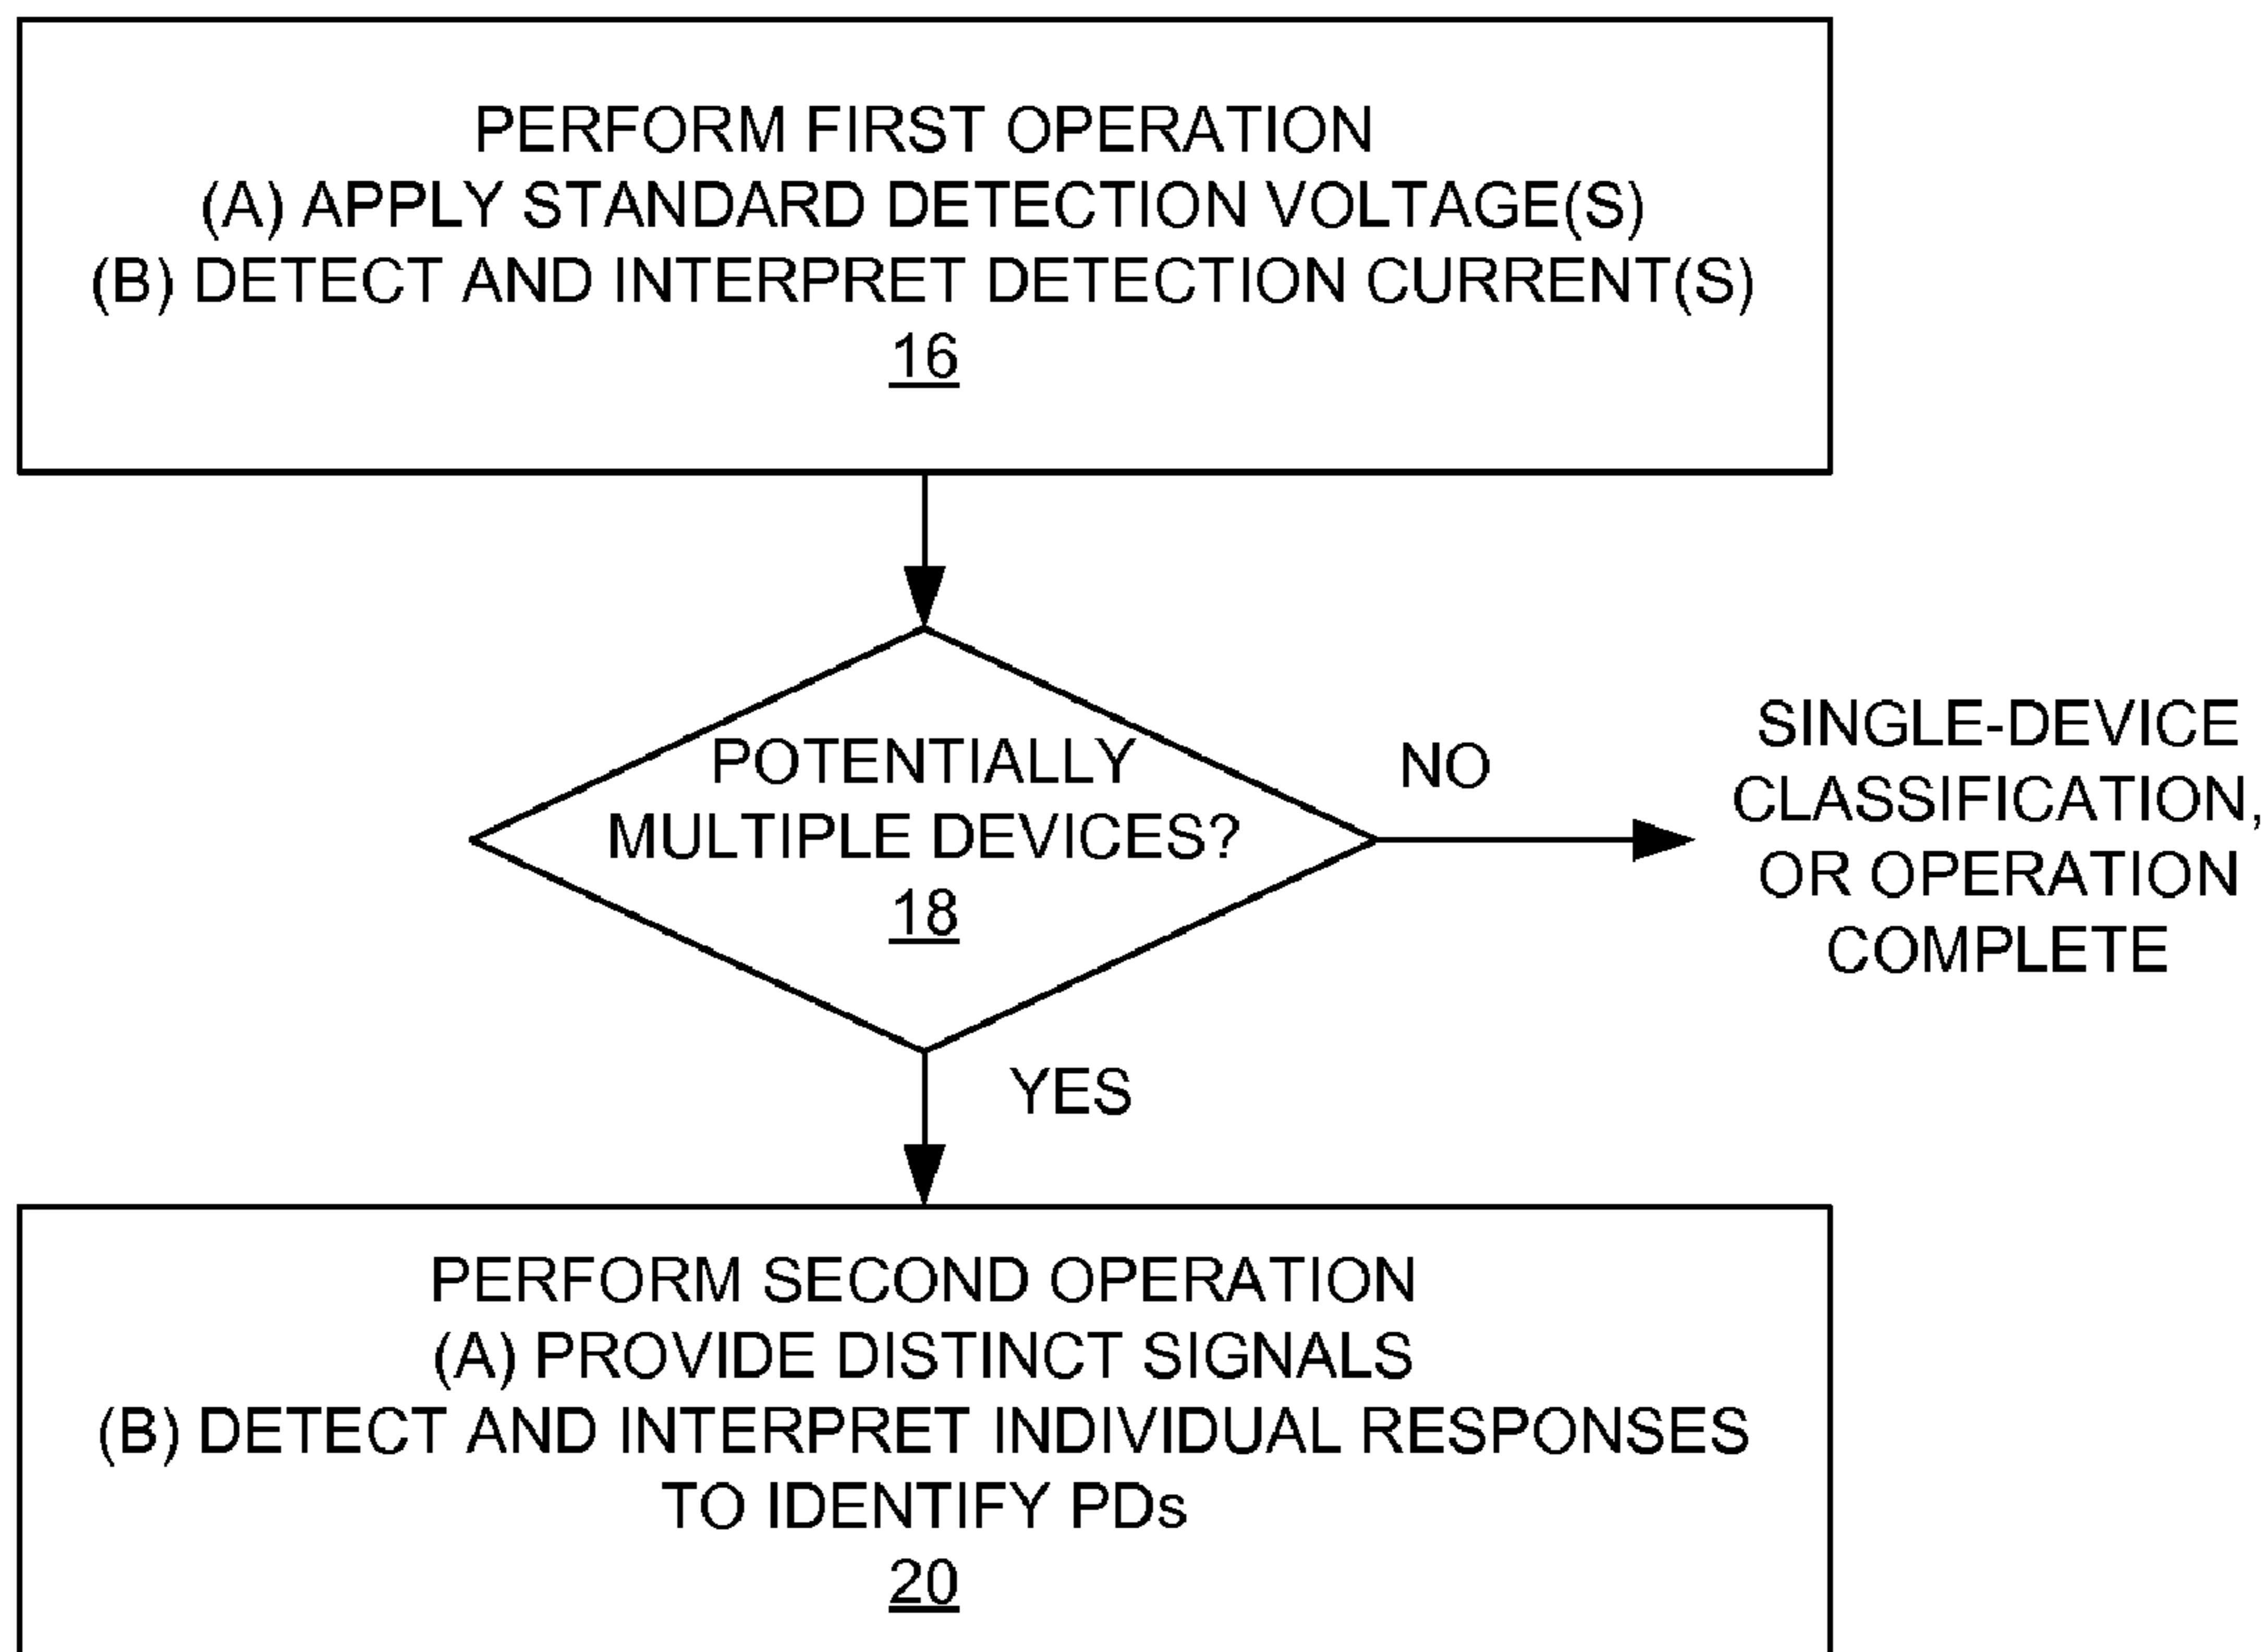 PERFORM FIRST OPERATION
(A) APPLY STANDARD DETECTION VOLTAGE(S)
(B) DETECT AND INTERPRET DETECTION CURRENT(S)
16
POTENTIALLY
MULTIPLE DEVICES?
18
NO
SINGLE-DEVICE
CLASSIFICATION,
OR OPERATION
COMPLETE
YES
PERFORM SECOND OPERATION
(A) PROVIDE DISTINCT SIGNALS
(B) DETECT AND INTERPRET INDIVIDUAL RESPONSES
TO IDENTIFY PDs
20